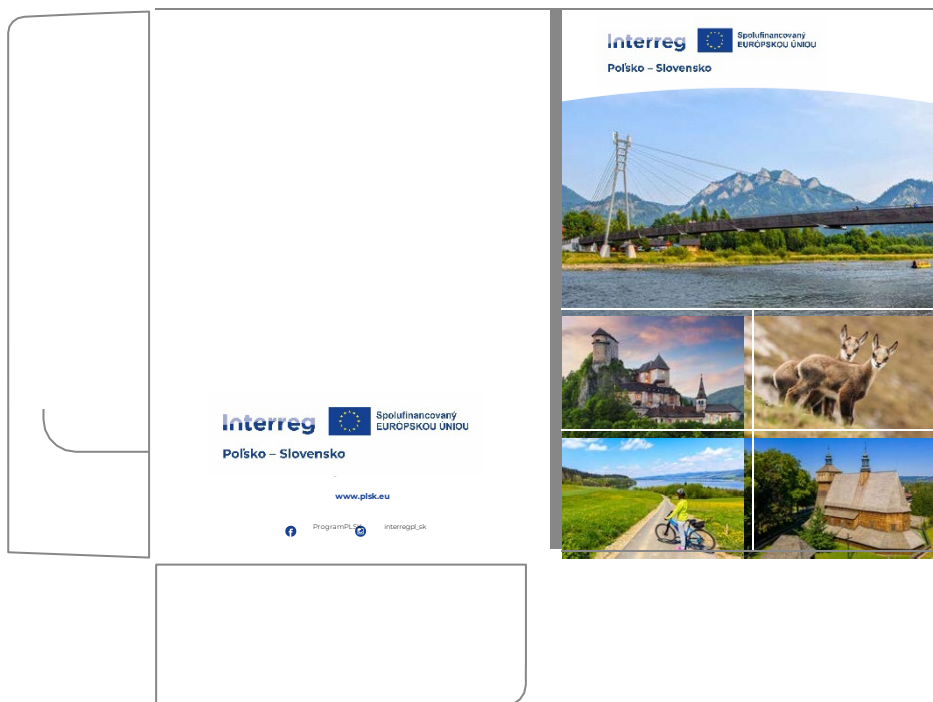 Interreg
Spolufinancovaný
EURÓPSKOU ÚNIOU
Poľsko – Slovensko
Interreg
Spolufinancovaný
EURÓPSKOU ÚNIOU
Poľsko – Slovensko
www.plsk.eu
ProgramPLSK interregpl_sk